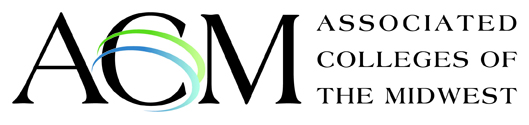 ACM
ASSOCIATED
COLLEGES OF
THE MIDWEST